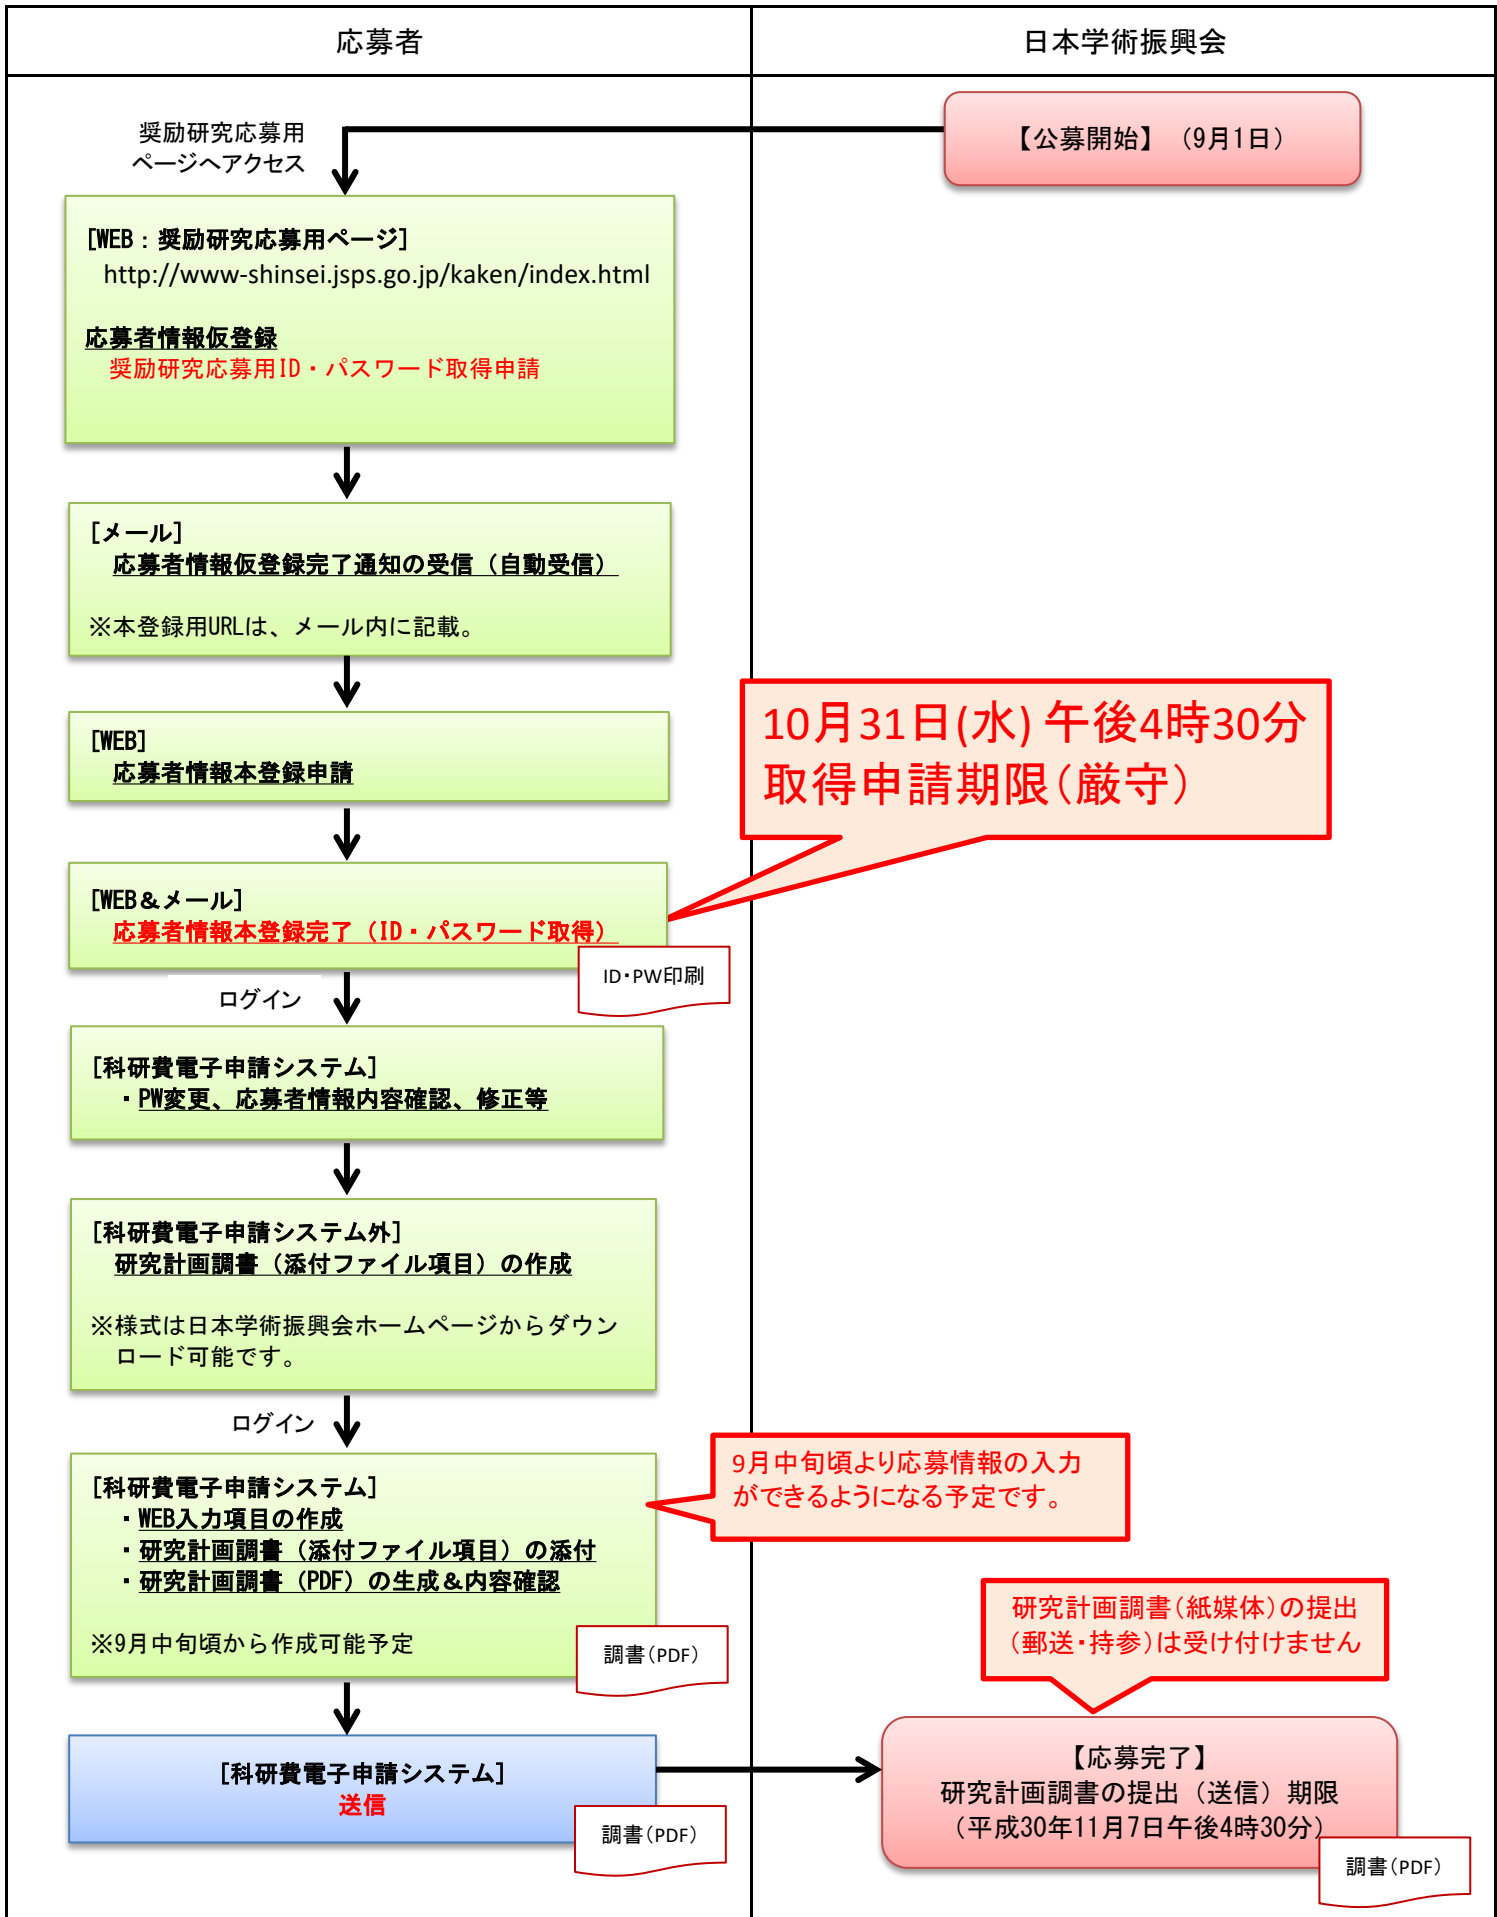 応募者
日本学術振興会
【公募開始】（9月1日）
奨励研究応募用
ページへアクセス
[WEB：奨励研究応募用ページ]
http://www-shinsei.jsps.go.jp/kaken/index.html
応募者情報仮登録
奨励研究応募用ID・パスワード取得申請
[メール]
応募者情報仮登録完了通知の受信（自動受信）
※本登録用URLは、メール内に記載。
[WEB]
応募者情報本登録申請
10月31日(水) 午後4時30分
取得申請期限（厳守）
[WEB＆メール]
応募者情報本登録完了（ID・パスワード取得）
ID・PW印刷
ログイン
[科研費電子申請システム]
・PW変更、応募者情報内容確認、修正等
[科研費電子申請システム外]
研究計画調書（添付ファイル項目）の作成
※様式は日本学術振興会ホームページからダウン
ロード可能です。
ログイン
[科研費電子申請システム]
・WEB入力項目の作成
・研究計画調書（添付ファイル項目）の添付
・研究計画調書（PDF）の生成＆内容確認
※9月中旬頃から作成可能予定
調書（PDF）
9月中旬頃より応募情報の入力
ができるようになる予定です。
研究計画調書（紙媒体）の提出
（郵送・持参）は受け付けません
[科研費電子申請システム]
送信
調書（PDF）
【応募完了】
研究計画調書の提出（送信）期限
（平成30年11月7日午後4時30分）
調書（PDF）